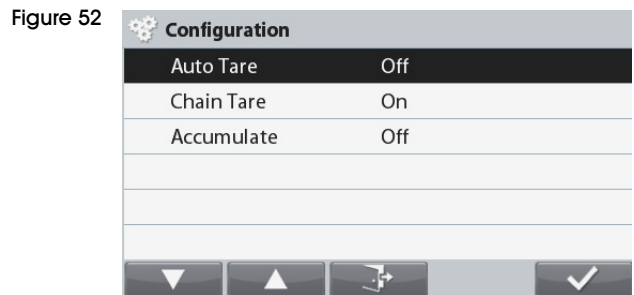 Figure 52
Configuration
Auto Tare Off
Chain Tare On
Accumulate Off